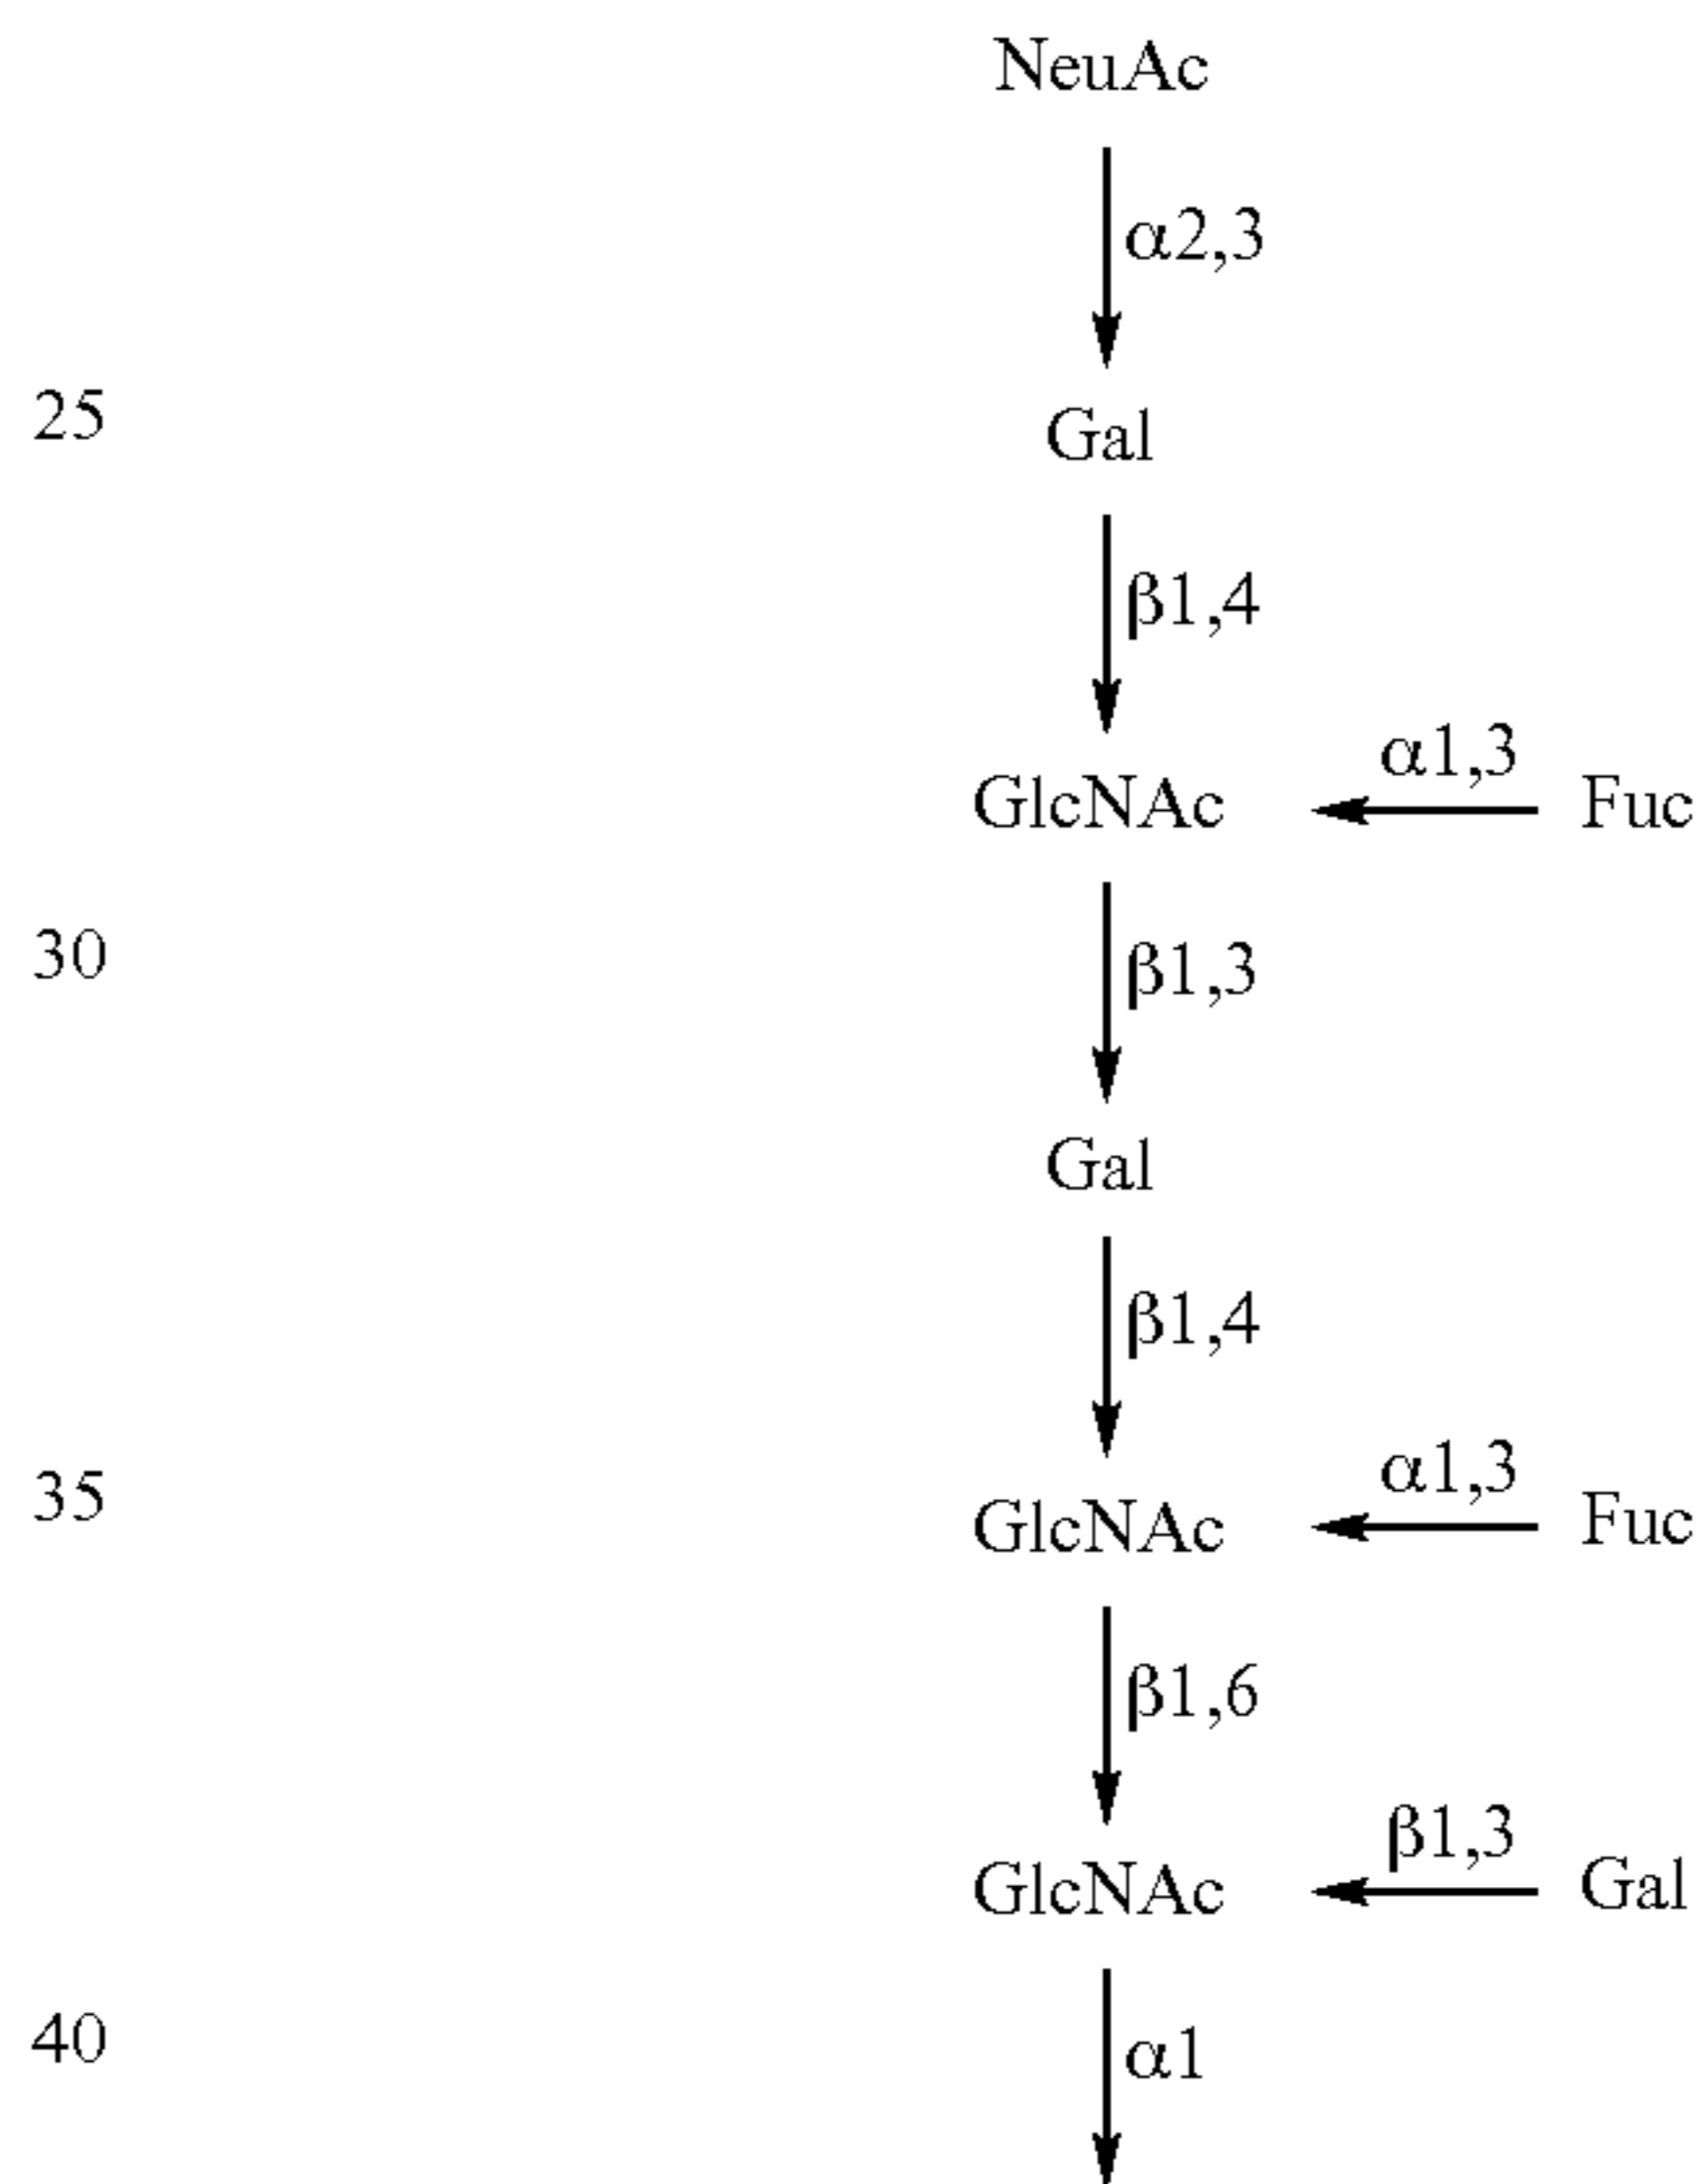 NeuAc
α2,3
25
Gal
β1,4
α1,3
GlcNAc
Fuc
30
β1,3
Gal
β1,4
α1,3
35
GlcNAc
Fuc
β1,6
β1,3
GlcNAc
Gal
40
α1